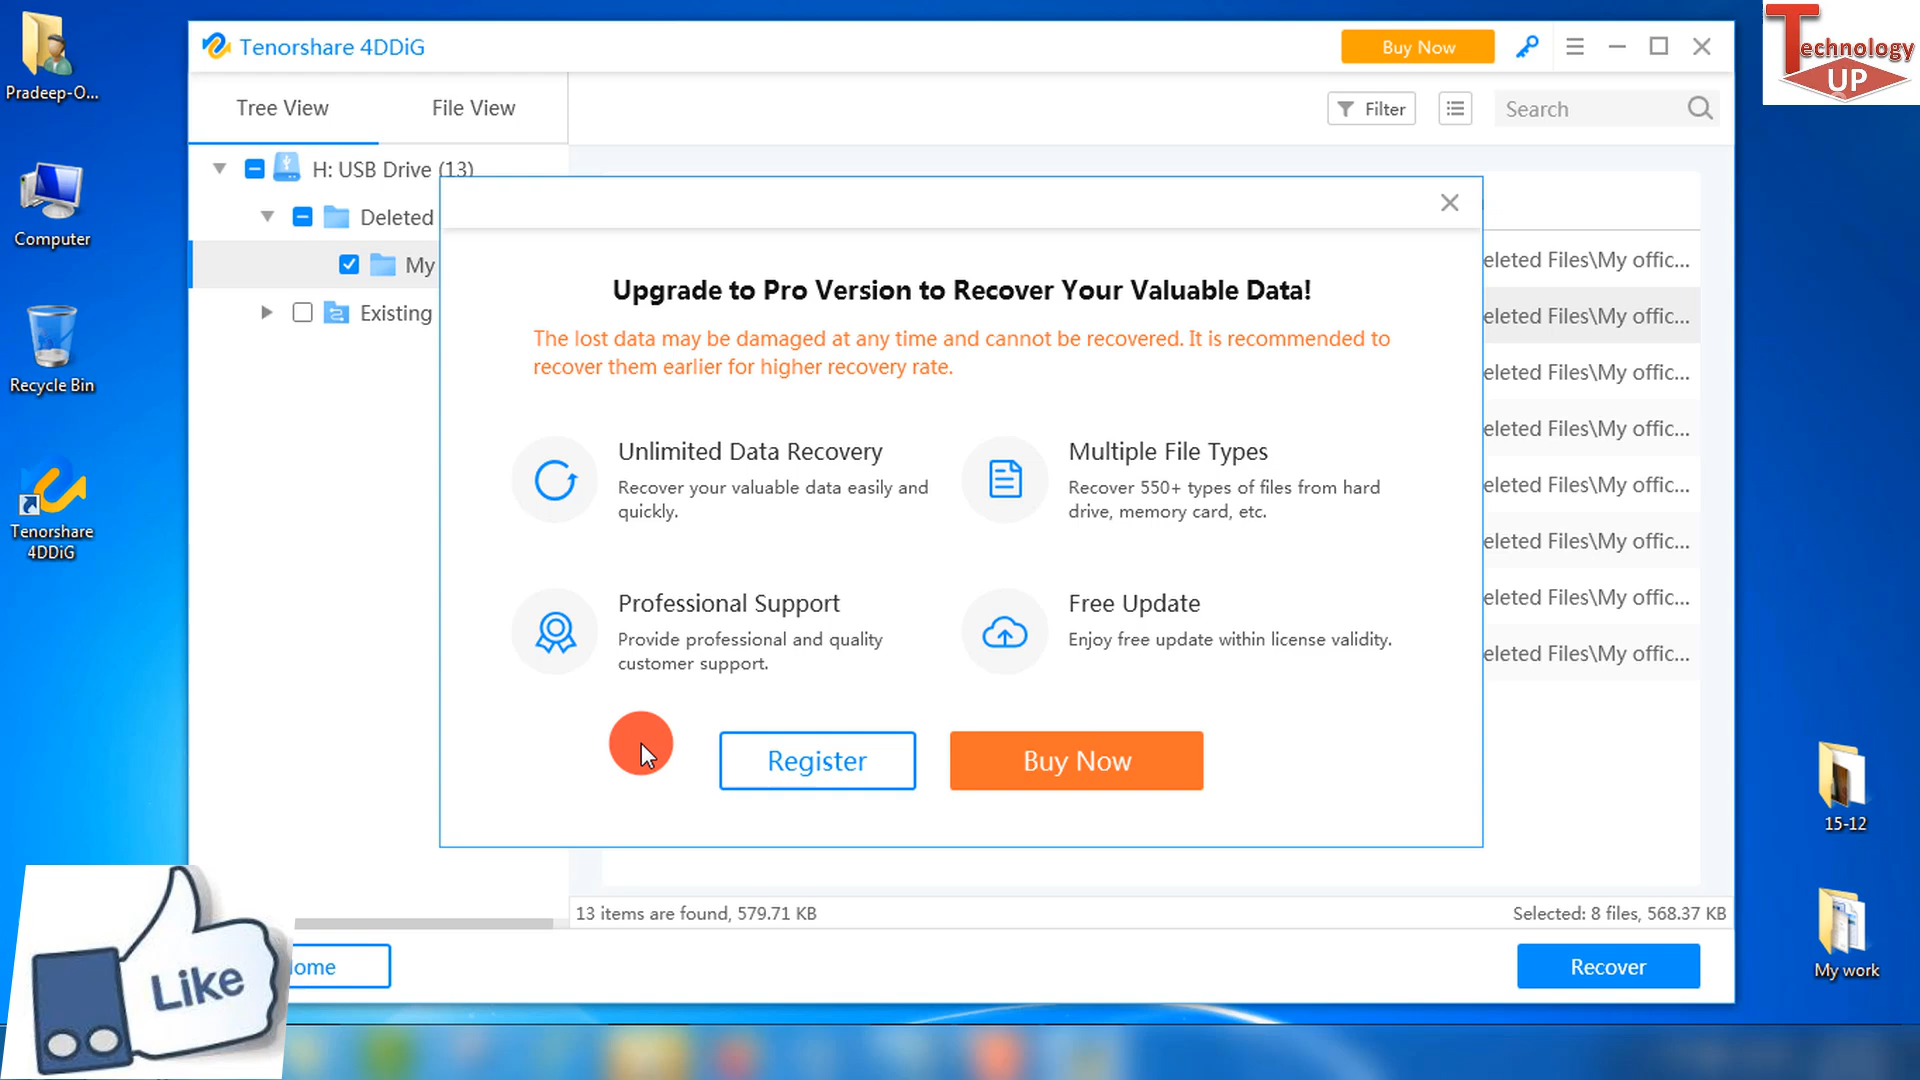 Pradeep-O...
Computer
Recycle Bin
Tenorshare
4DDiG
Tenorshare 4DDiG
Buy Now
Technology
UP
Tree View
File View
Filter
Search
H: USB Drive (13)
Deleted
My
Existing
eleted Files\My offic...
eleted Files\My offic...
eleted Files\My offic...
eleted Files\My offic...
eleted Files\My offic...
eleted Files\My offic...
eleted Files\My offic...
eleted Files\My offic...
Upgrade to Pro Version to Recover Your Valuable Data!
The lost data may be damaged at any time and cannot be recovered. It is recommended to
recover them earlier for higher recovery rate.
Unlimited Data Recovery
Recover your valuable data easily and
quickly.
Multiple File Types
Recover 550+ types of files from hard
drive, memory card, etc.
Professional Support
Provide professional and quality
customer support.
Free Update
Enjoy free update within license validity.
Register
Buy Now
13 items are found, 579.71 KB
Selected: 8 files, 568.37 KB
ome
Recover
Like
15-12
My work